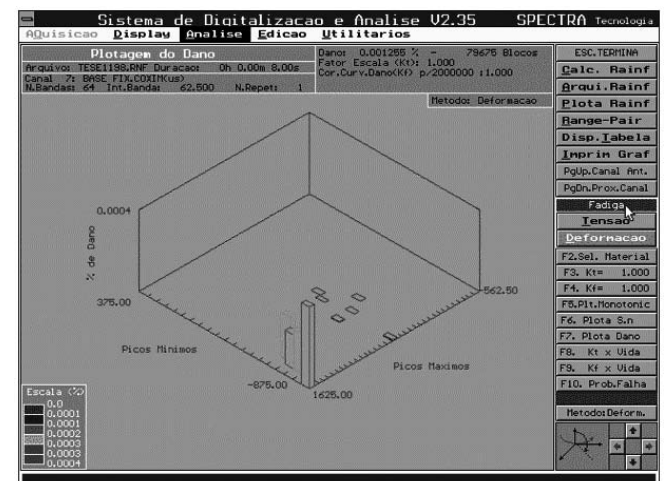 Sistema de Digitalizacao e Analise V2.35 SPECTRA Tecnologia
AQuisicao Display Analise Edicao Utilitarios
Plotagem do Dano
Arquivo: TESE1198.RNF Duracao: 0h 0.00m 8.00s
Canal 7: BASE FIX.COXIM(us)
N.Bandas: 64 Int.Banda: 62.500 N.Repet: 1
Dano: 0.001255 % - 79675 Blocos
Fator Escala (Kt): 1.000
Cor.Curv.Dano(Kf) p/2000000 :1.000
Metodo: Deformacao
0.0004
% de Dano
375.00
562.50
Picos Minimos
Picos Maximos
-875.00
1625.00
Escala (%)
0.0
0.0001
0.0001
0.0002
0.0003
0.0003
0.0004
ESC.TERMINA
Calc. Rainf
Arqui.Rainf
Plota Rainf
Range-Pair
Disp.Tabela
Imprim Graf
PgUp.Canal Ant.
PgDn.Prox.Canal
Fadiga
Tensao
Deformacao
F2.Sel. Material
F3. Kt= 1.000
F4. Kf= 1.000
F5.Plt.Monotonic
F6. Plota S.n
F7. Plota Dano
F8. Kt x Vida
F9. Kf x Vida
F10. Prob.Falha
Metodo:Deform.